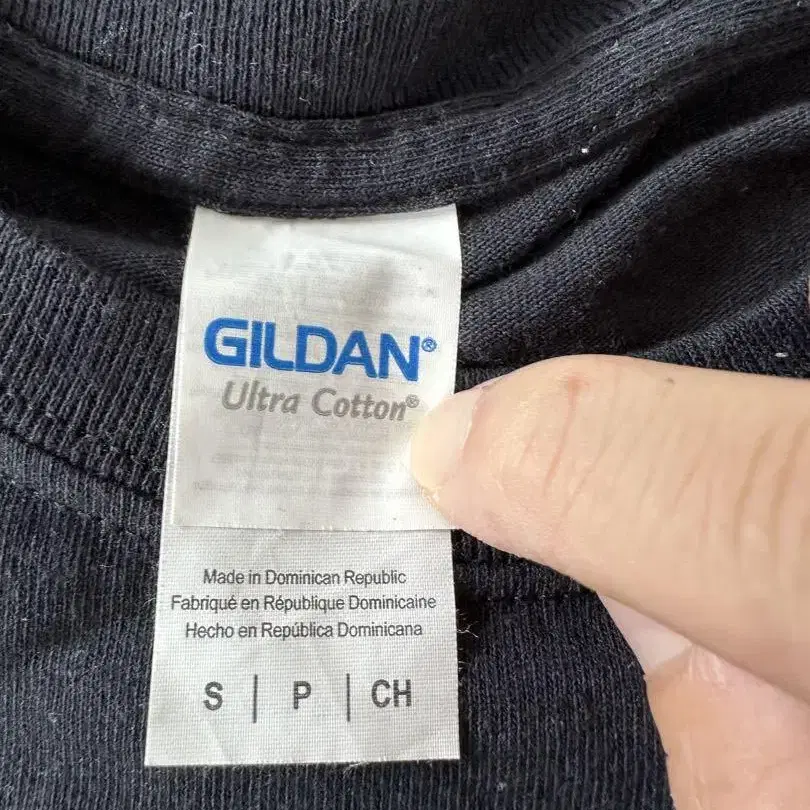 GILDAN®
Ultra Cotton®
Made in Dominican Republic
Fabriqué en République Dominicaine
Hecho en República Dominicana
S | P | CH